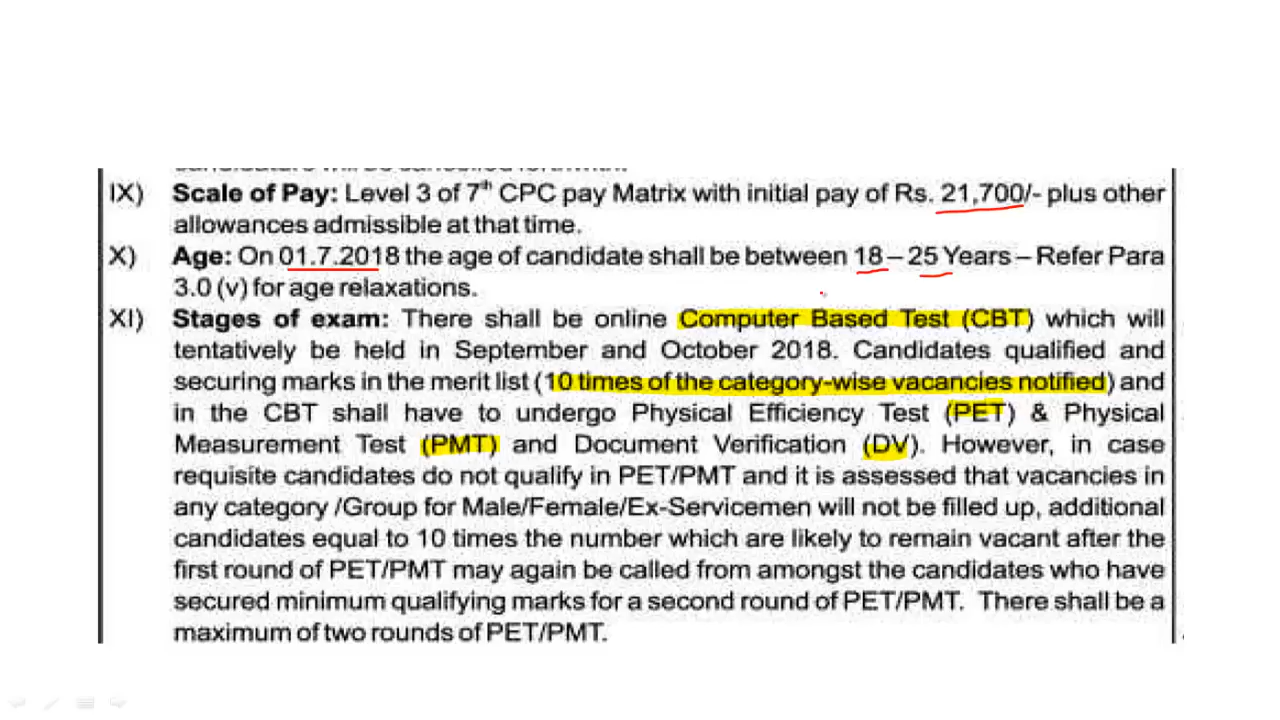 IX) Scale of Pay: Level 3 of 7th CPC pay Matrix with initial pay of Rs. 21,700/- plus other
allowances admissible at that time.
X) Age: On 01.7.2018 the age of candidate shall be between 18 – 25 Years – Refer Para
3.0 (v) for age relaxations.
XI) Stages of exam: There shall be online Computer Based Test (CBT) which will
tentatively be held in September and October 2018. Candidates qualified and
securing marks in the merit list (10 times of the category-wise vacancies notified) and
in the CBT shall have to undergo Physical Efficiency Test (PET) & Physical
Measurement Test (PMT) and Document Verification (DV). However, in case
requisite candidates do not qualify in PET/PMT and it is assessed that vacancies in
any category /Group for Male/Female/Ex-Servicemen will not be filled up, additional
candidates equal to 10 times the number which are likely to remain vacant after the
first round of PET/PMT may again be called from amongst the candidates who have
secured minimum qualifying marks for a second round of PET/PMT. There shall be a
maximum of two rounds of PET/PMT.